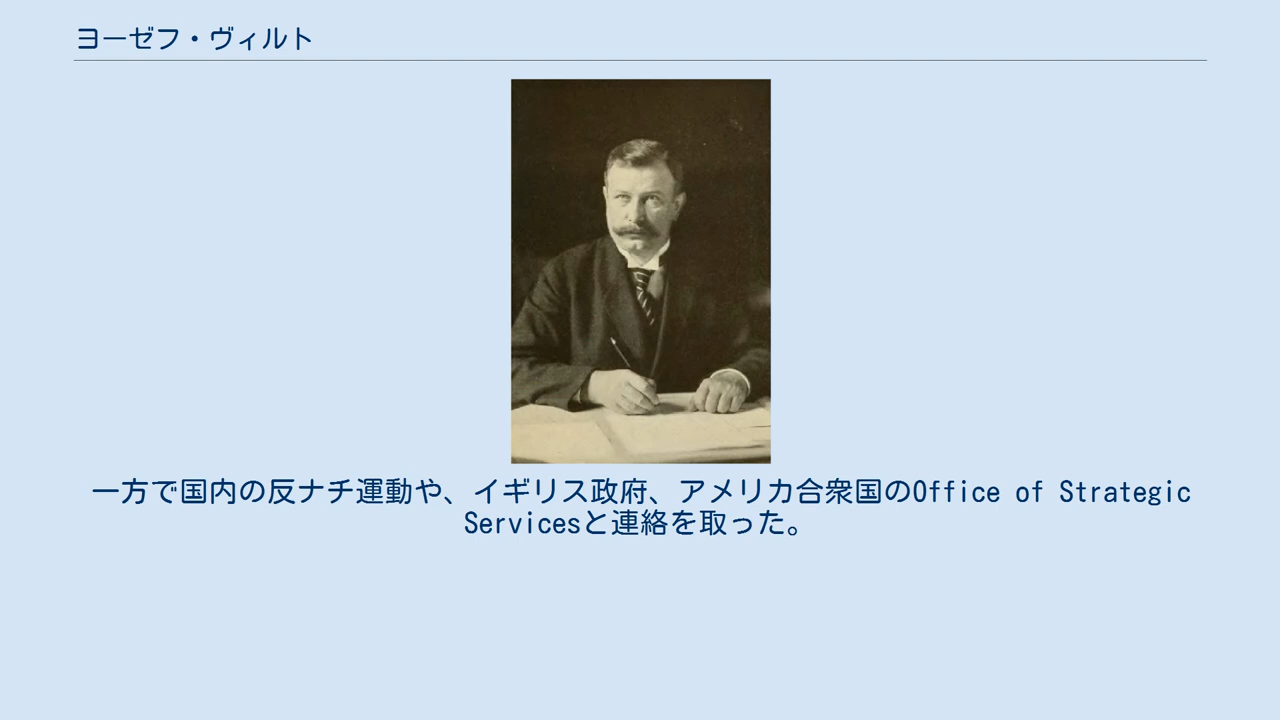 ヨーゼフ・ヴィルト
一方で国内の反ナチ運動や、イギリス政府、アメリカ合衆国のOffice of Strategic
Servicesと連絡を取った。